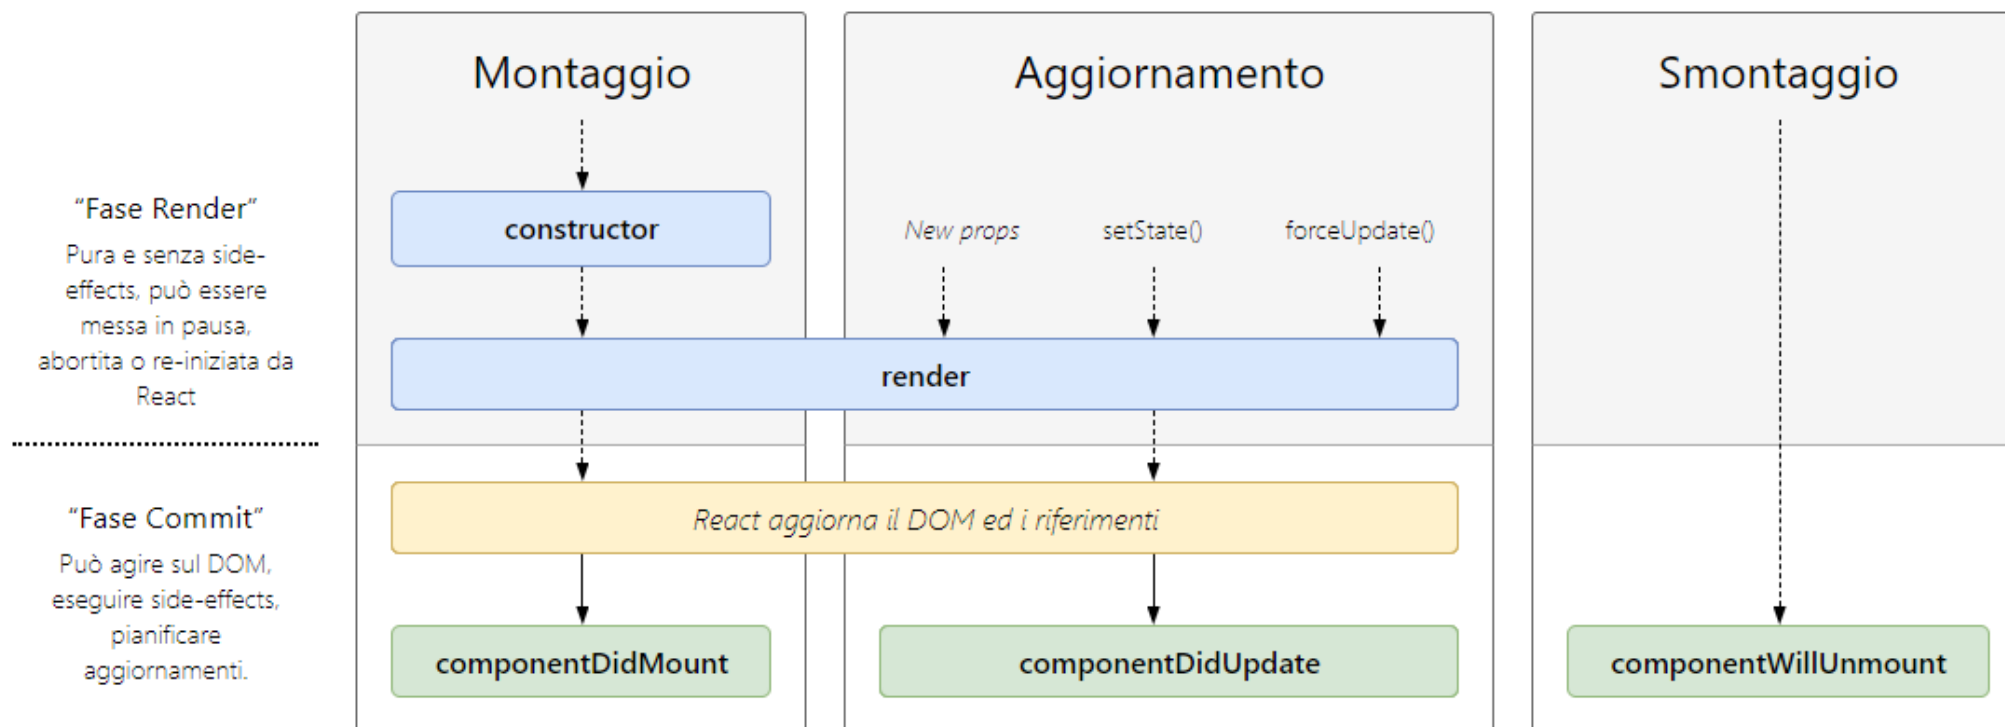 Montaggio
Aggiornamento
Smontaggio
“Fase Render”
Pura e senza side-
effects, può essere
messa in pausa,
abortita o re-iniziata da
React
constructor
New props
setState()
forceUpdate()
render
“Fase Commit”
Può agire sul DOM,
eseguire side-effects,
pianificare
aggiornamenti.
React aggiorna il DOM ed i riferimenti
componentDidMount
componentDidUpdate
componentWillUnmount